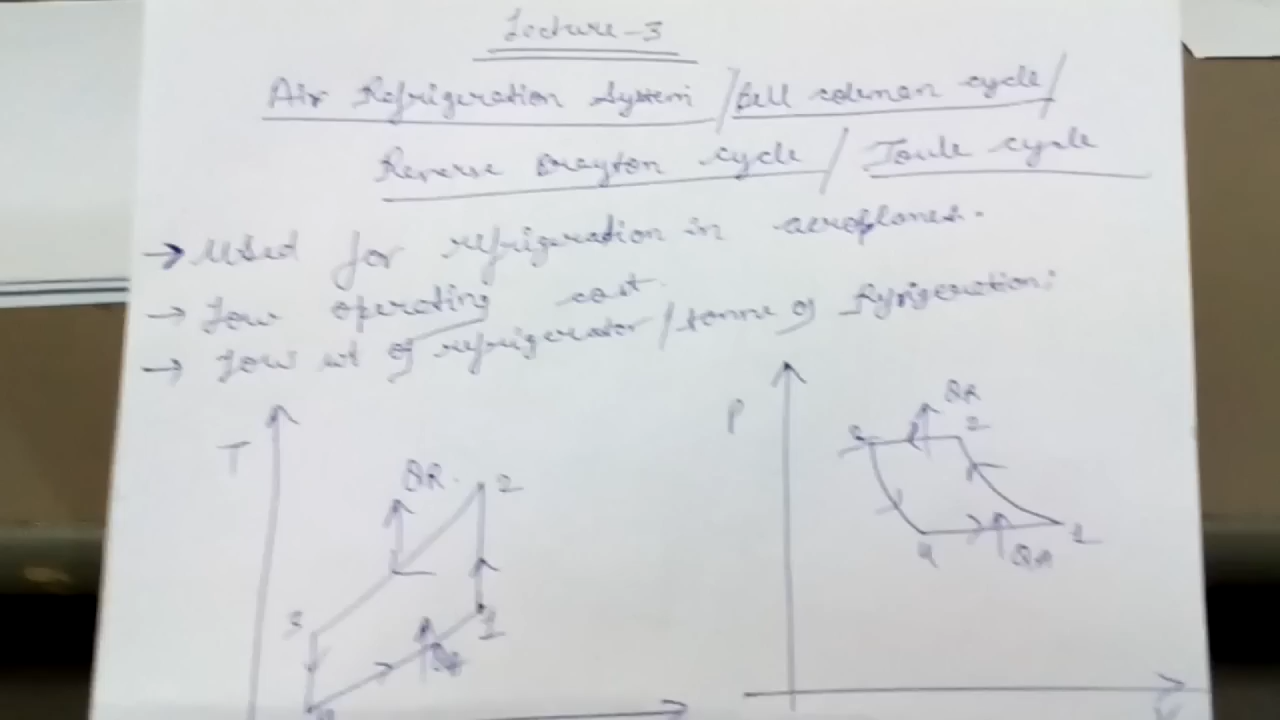 Lecture-3
Air Refrigeration System / Bell coleman cycle /
Reverse Brayton cycle / Joule cycle
→ Used for refrigeration in aeroplanes.
→ Low operating cost.
→ Low wt of refrigerator / tonne of refrigeration:
T
QR
2
3
1
P
QR
3
2
4
1
QA